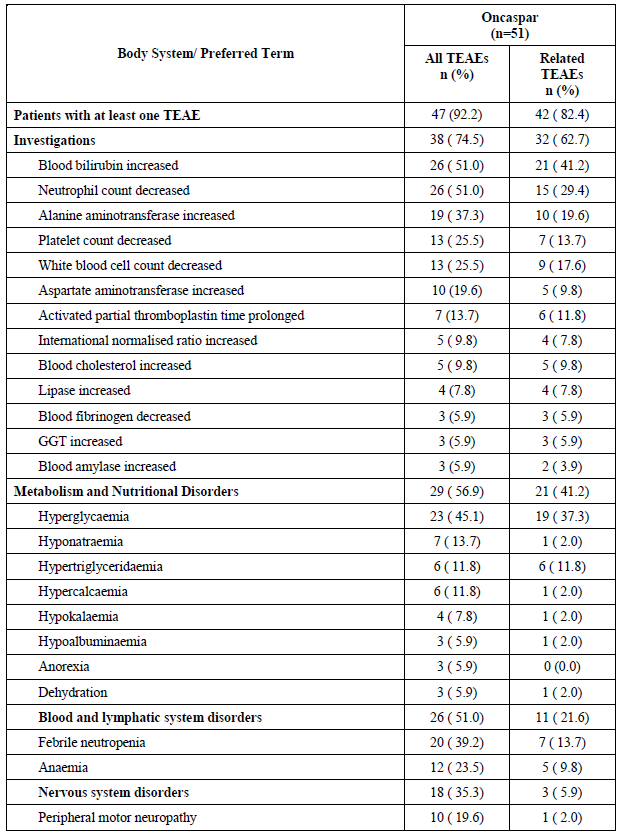 Body System/ Preferred Term
Oncaspar
(n=51)
All TEAEs
n (%)
Related
TEAEs
n (%)
Patients with at least one TEAE 47 (92.2) 42 ( 82.4)
Investigations 38 ( 74.5) 32 ( 62.7)
Blood bilirubin increased 26 ( 51.0) 21 ( 41.2)
Neutrophil count decreased 26 ( 51.0) 15 ( 29.4)
Alanine aminotransferase increased 19 ( 37.3) 10 ( 19.6)
Platelet count decreased 13 ( 25.5) 7 ( 13.7)
White blood cell count decreased 13 ( 25.5) 9 ( 17.6)
Aspartate aminotransferase increased 10 (19.6) 5 ( 9.8)
Activated partial thromboplastin time prolonged 7 (13.7) 6 ( 11.8)
International normalised ratio increased 5 ( 9.8) 4 ( 7.8)
Blood cholesterol increased 5 ( 9.8) 5 ( 9.8)
Lipase increased 4 (7.8) 4 ( 7.8)
Blood fibrinogen decreased 3 (5.9) 3 ( 5.9)
GGT increased 3 (5.9) 3 ( 5.9)
Blood amylase increased 3 (5.9) 2 ( 3.9)
Metabolism and Nutritional Disorders 29 ( 56.9) 21 ( 41.2)
Hyperglycaemia 23 ( 45.1) 19 ( 37.3)
Hyponatraemia 7 ( 13.7) 1 ( 2.0)
Hypertriglyceridaemia 6 ( 11.8) 6 ( 11.8)
Hypercalcaemia 6 ( 11.8) 1 ( 2.0)
Hypokalaemia 4 ( 7.8) 1 ( 2.0)
Hypoalbuminaemia 3 ( 5.9) 1 ( 2.0)
Anorexia 3 ( 5.9) 0 (0.0)
Dehydration 3 ( 5.9) 1 ( 2.0)
Blood and lymphatic system disorders 26 ( 51.0) 11 ( 21.6)
Febrile neutropenia 20 ( 39.2) 7 ( 13.7)
Anaemia 12 ( 23.5) 5 ( 9.8)
Nervous system disorders 18 ( 35.3) 3 ( 5.9)
Peripheral motor neuropathy 10 ( 19.6) 1 ( 2.0)